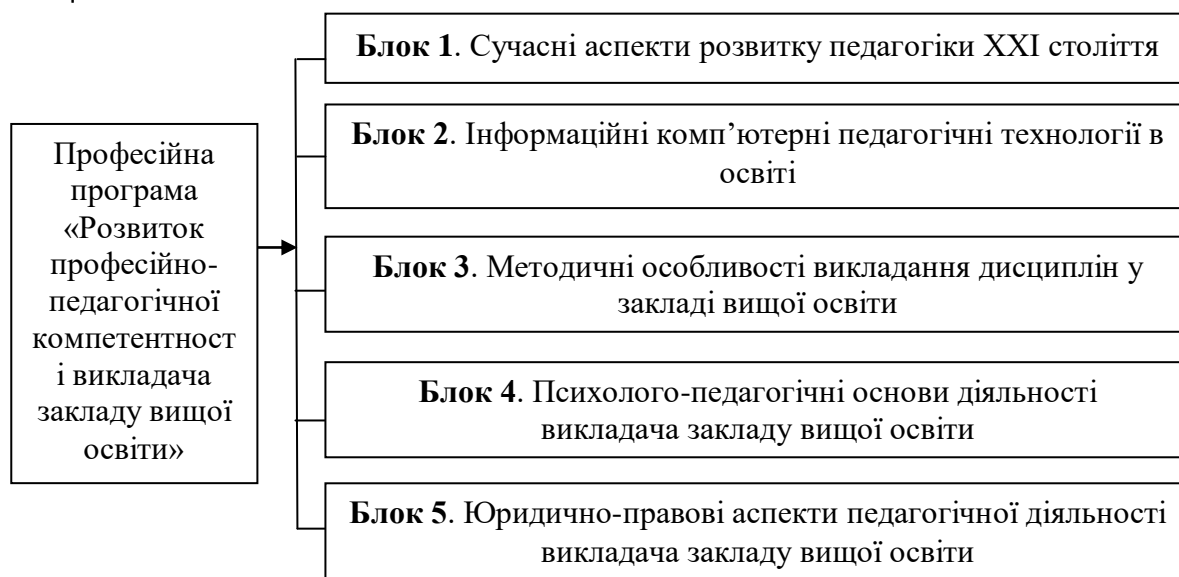 Професійна
програма
«Розвиток
професійно-
педагогічної
компетентност
і викладача
закладу вищої
освіти»
Блок 1. Сучасні аспекти розвитку педагогіки ХХІ століття
Блок 2. Інформаційні комп’ютерні педагогічні технології в
освіті
Блок 3. Методичні особливості викладання дисциплін у
закладі вищої освіти
Блок 4. Психолого-педагогічні основи діяльності
викладача закладу вищої освіти
Блок 5. Юридично-правові аспекти педагогічної діяльності
викладача закладу вищої освіти